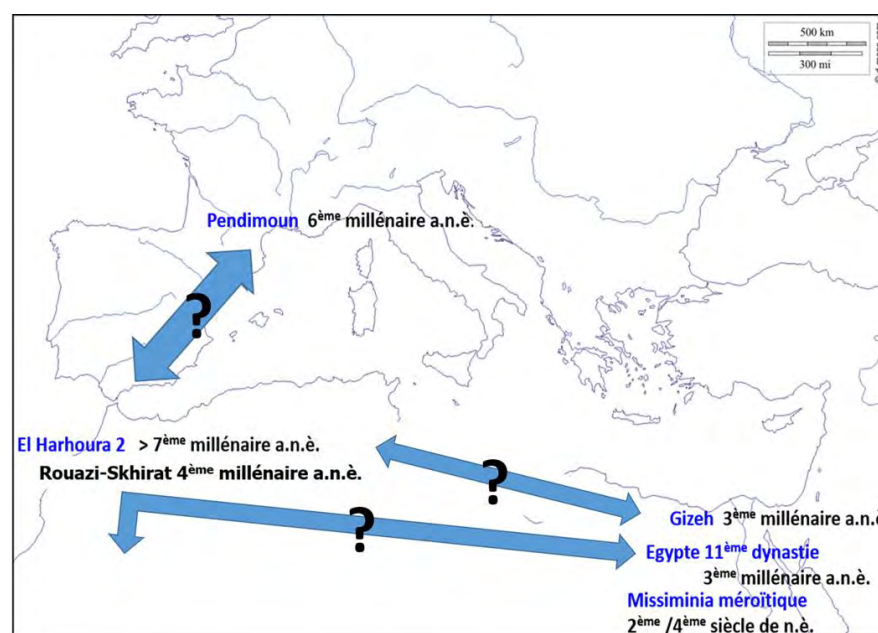 500 km
300 mi
Pendimoun 6ème millénaire a.n.è.
?
El Harhoura 2 > 7ème millénaire a.n.è.
Rouazi-Skhirat 4ème millénaire a.n.è.
?
?
Gizeh 3ème millénaire a.n.è
Egypte 11ème dynastie
3ème millénaire a.n.è.
Missiminia méroïtique
2ème /4ème siècle de n.è.